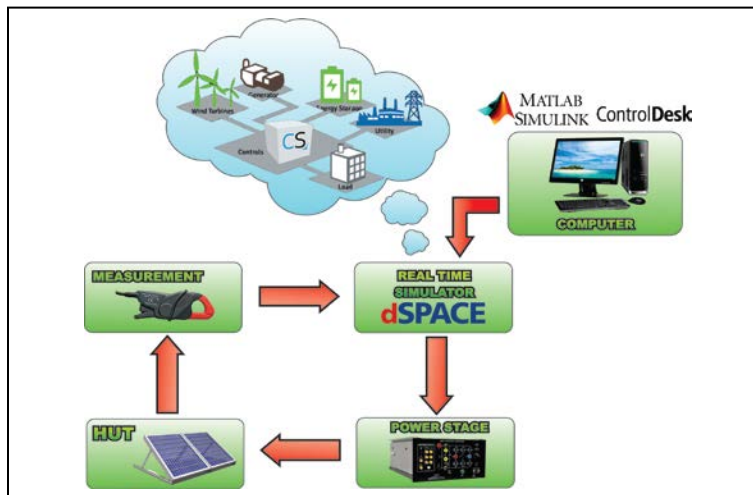 Generator
Wind Turbines
Energy Storage
Utility
Controls
CS
Load
MATLAB
SIMULINK
ControlDesk
COMPUTER
MEASUREMENT
REAL TIME
SIMULATOR
dSPACE
HUT
POWER STAGE